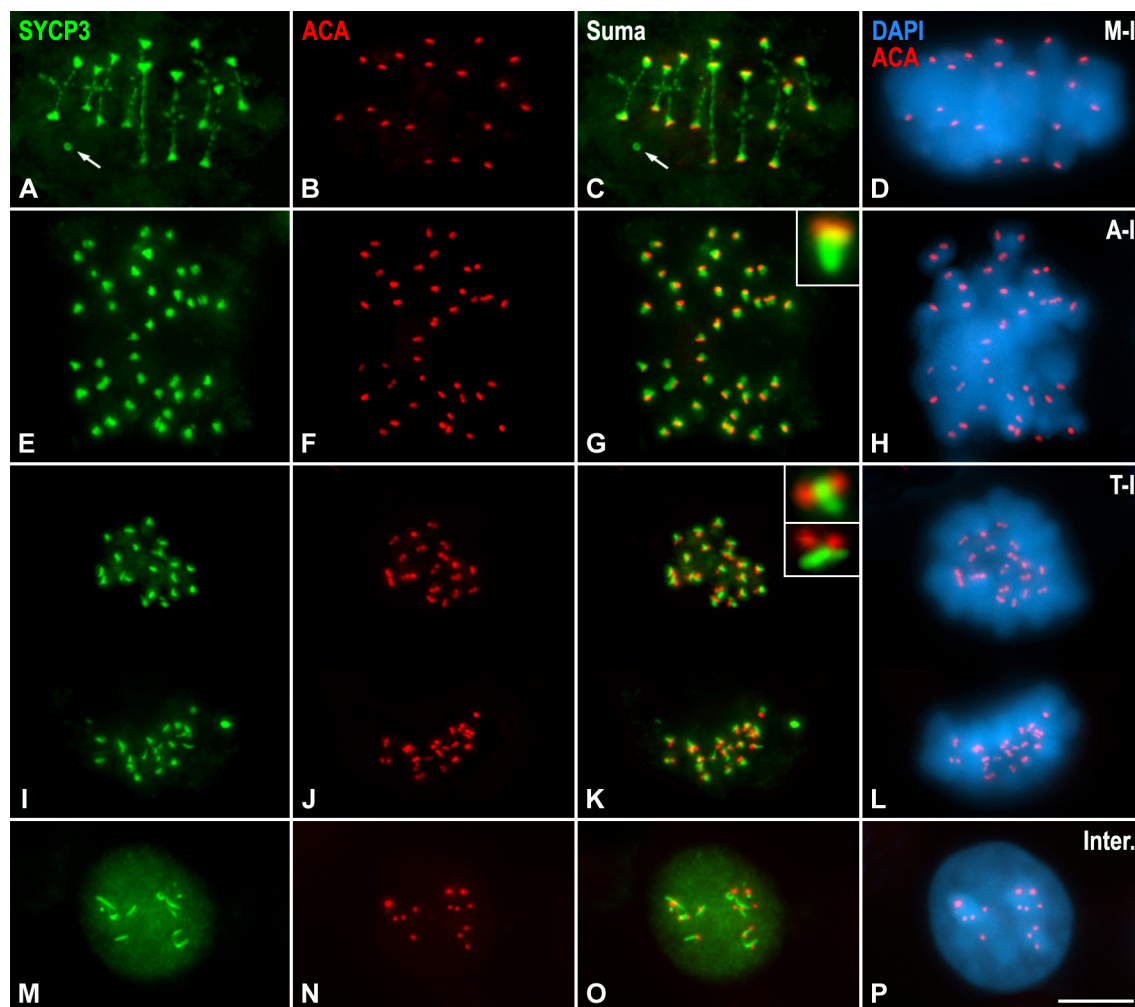 SYCP3 ACA Suma DAPI M-I
ACA
A B C D
A-I
E F G H
T-I
I J K L
Inter.
M N O P